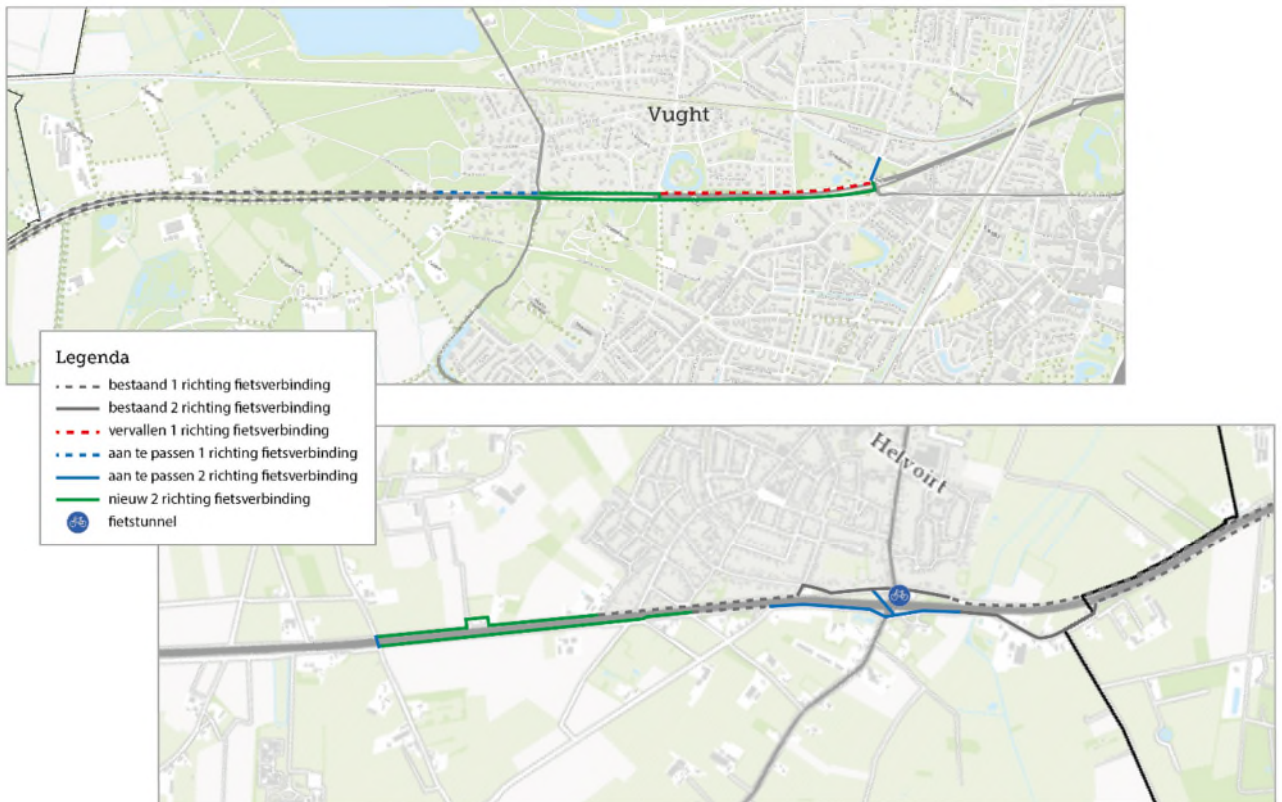 Vught
Legenda
bestaand 1 richting fietsverbinding
bestaand 2 richting fietsverbinding
vervallen 1 richting fietsverbinding
aan te passen 1 richting fietsverbinding
aan te passen 2 richting fietsverbinding
nieuw 2 richting fietsverbinding
fietstunnel
Helvoirt